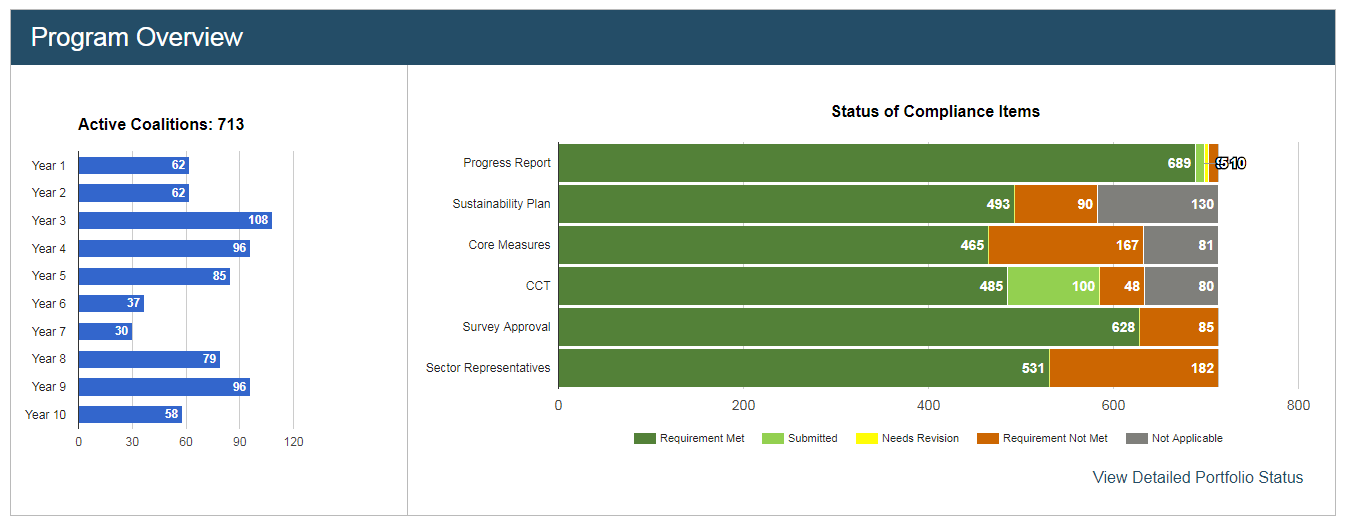 Program Overview
Active Coalitions: 713
Year 1 62
Year 2 62
Year 3 108
Year 4 96
Year 5 85
Year 6 37
Year 7 30
Year 8 79
Year 9 96
Year 10 58
0 30 60 90 120
Status of Compliance Items
Progress Report 689
Sustainability Plan 493 90 130
Core Measures 465 167 81
CCT 485 100 48 80
Survey Approval 628 85
Sector Representatives 531 182
0 200 400 600 800
Requirement Met Submitted Needs Revision Requirement Not Met Not Applicable
View Detailed Portfolio Status